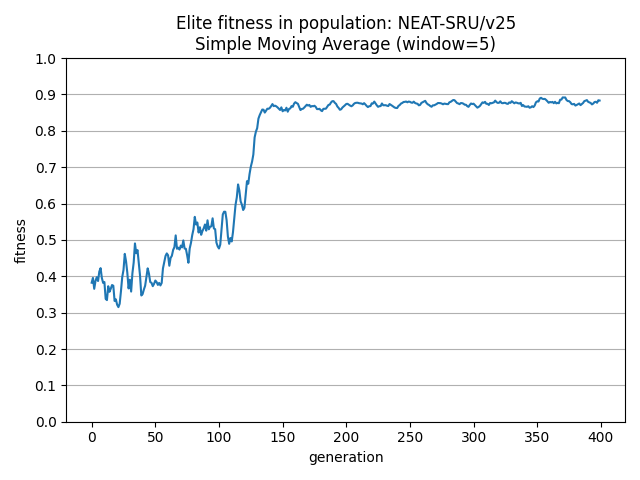 Elite fitness in population: NEAT-SRU/v25
Simple Moving Average (window=5)
1.0
0.9
0.8
0.7
0.6
0.5
0.4
0.3
0.2
0.1
0.0
fitness
0 50 100 150 200 250 300 350 400
generation